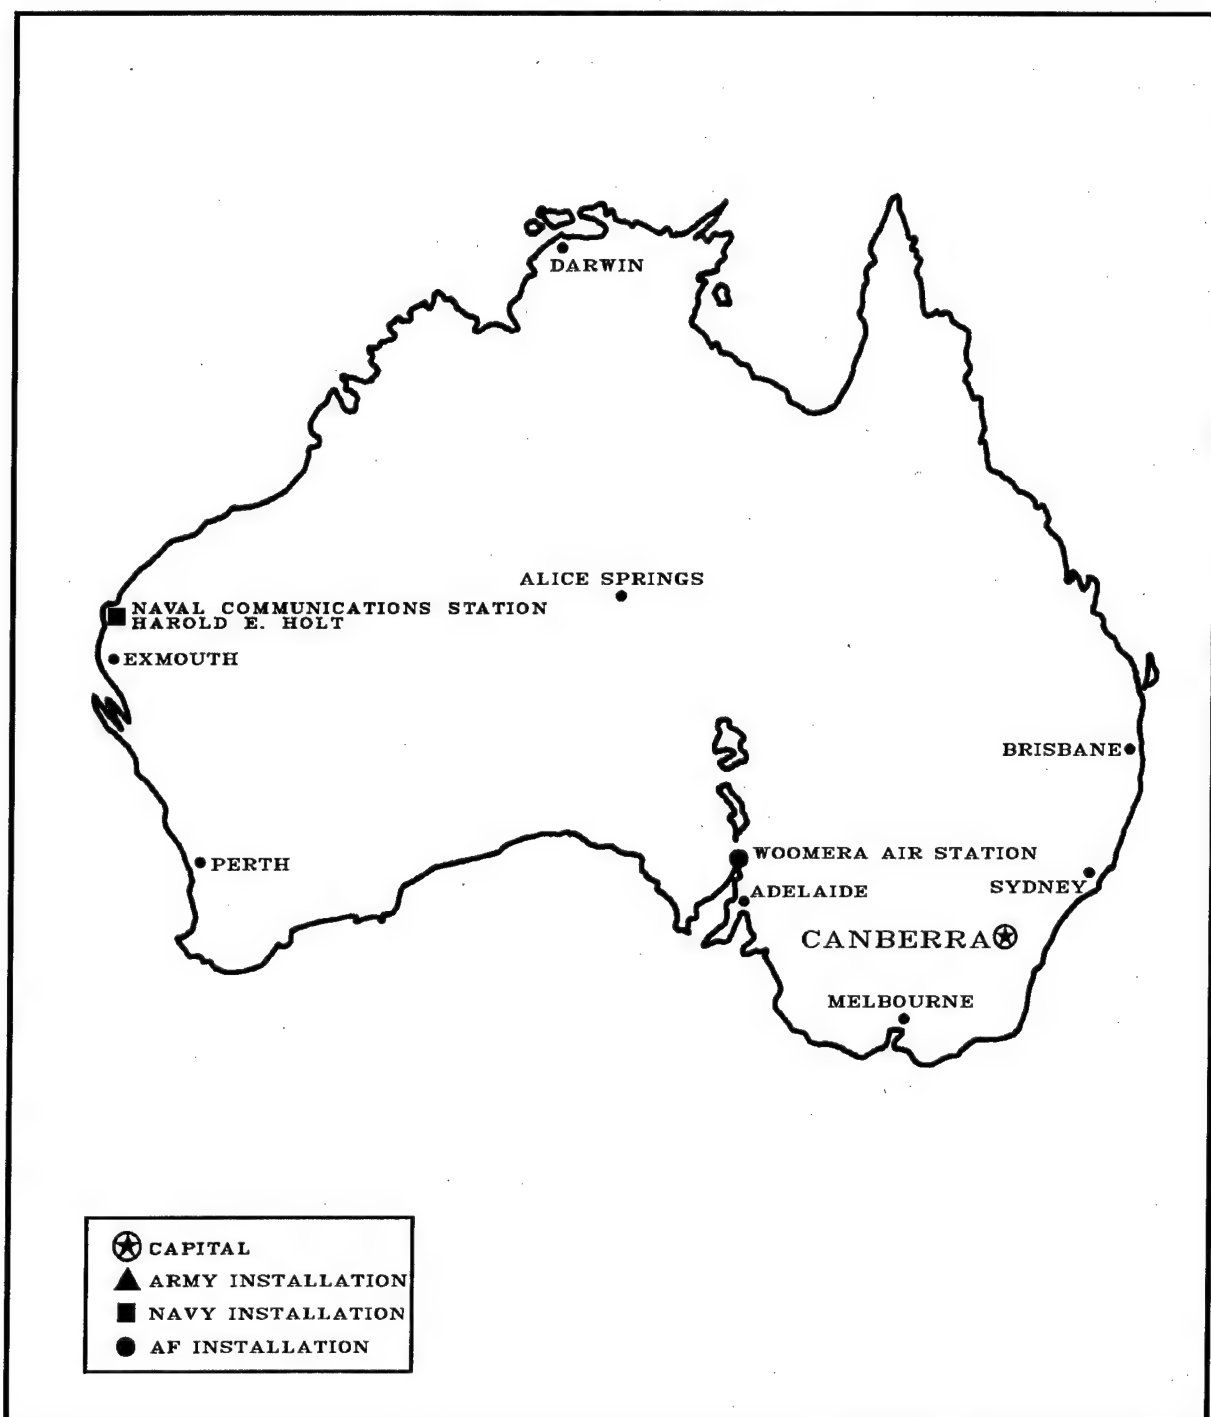 DARWIN
ALICE SPRINGS
NAVAL COMMUNICATIONS STATION
HAROLD E. HOLT
EXMOUTH
BRISBANE
WOOMERA AIR STATION
PERTH
SYDNEY
ADELAIDE
CANBERRA
MELBOURNE
CAPITAL
ARMY INSTALLATION
NAVY INSTALLATION
AF INSTALLATION